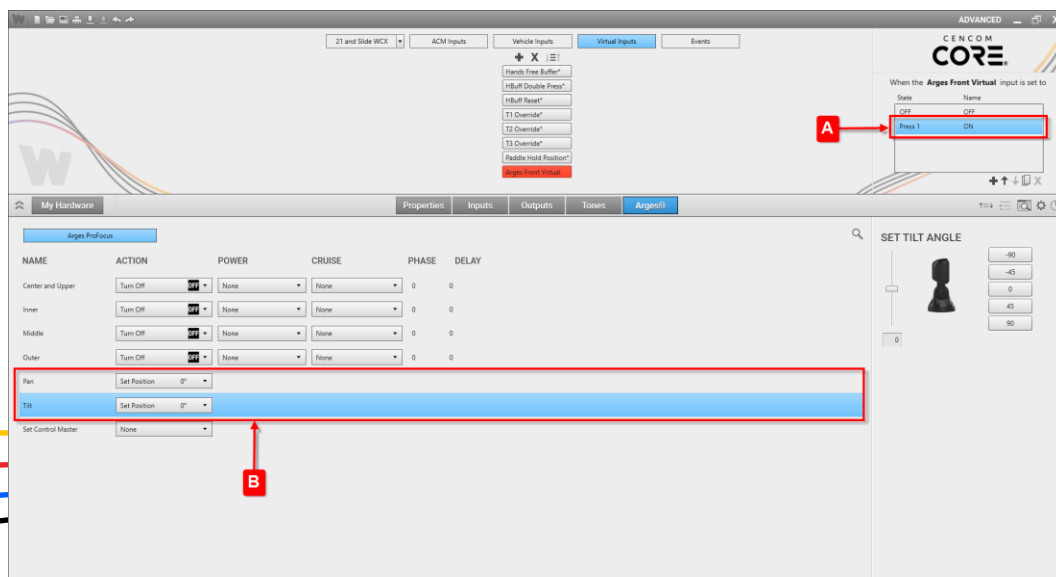 ADVANCED
21 and Slide WCX ACM Inputs Vehicle Inputs Virtual Inputs Events
Hands Free Buffer*
HBuff Double Press*
HBuff Reset*
T1 Override*
T2 Override*
T3 Override*
Paddle Hold Position*
Arges Front Virtual
CENCOM
CORE®
When the Arges Front Virtual input is set to
State Name
OFF OFF
Press 1 ON
A
My Hardware Properties Inputs Outputs Tones Arges®
Arges ProFocus
NAME ACTION POWER CRUISE PHASE DELAY
Center and Upper Turn Off OFF None None 0 0
Inner Turn Off OFF None None 0 0
Middle Turn Off OFF None None 0 0
Outer Turn Off OFF None None 0 0
Pan Set Position 0°
Tilt Set Position 0°
Set Control Master None
B
SET TILT ANGLE
-90
-45
0
45
90
0